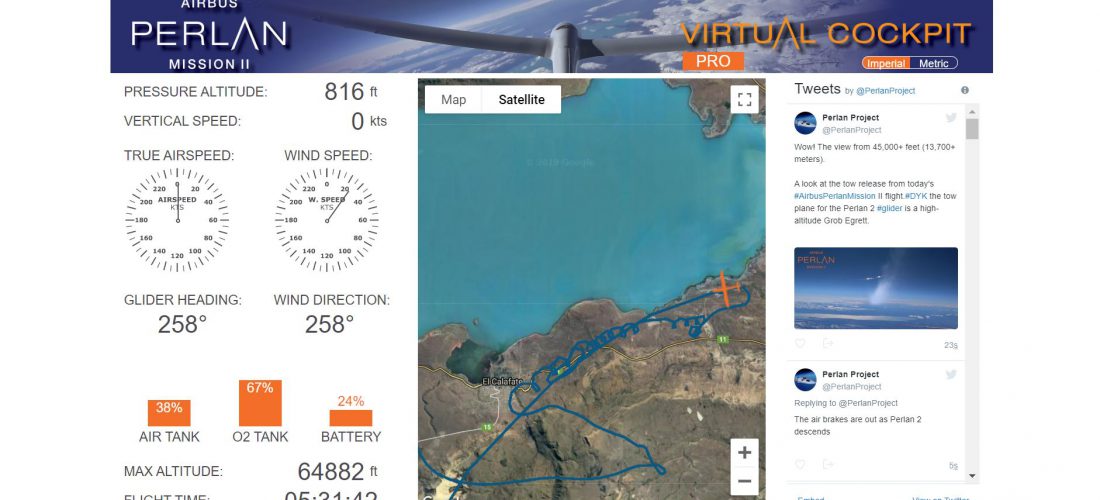 AIRBUS
PERLAN
MISSION II
VIRTUAL COCKPIT
PRO
Imperial Metric
PRESSURE ALTITUDE: 816 ft
VERTICAL SPEED: 0 kts
TRUE AIRSPEED: WIND SPEED:
0
20
40
60
80
100
120
140
160
180
200
220
AIRSPEED
KTS
0
20
40
60
80
100
120
140
160
180
200
220
W. SPEED
KTS
GLIDER HEADING: WIND DIRECTION:
258° 258°
38% 67% 24%
AIR TANK O2 TANK BATTERY
MAX ALTITUDE: 64882 ft
FLIGHT TIME: 05:31:42
Map Satellite
© 2019 Google
El Calafate
11
15
+
−
Tweets by @PerlanProject
Perlan Project
@PerlanProject
Wow! The view from 45,000+ feet (13,700+
meters).
A look at the tow release from today's
#AirbusPerlanMission II flight.#DYK the tow
plane for the Perlan 2 #glider is a high-
altitude Grob Egrett.
PERLAN
23s
Perlan Project
@PerlanProject
Replying to @PerlanProject
The air brakes are out as Perlan 2
descends
5s
Embed View on Twitter